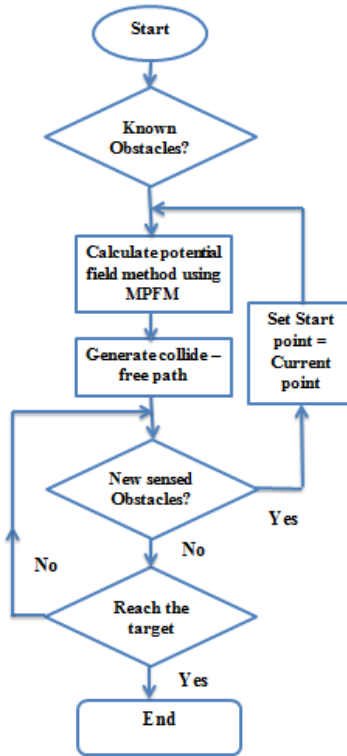 Start
Known
Obstacles?
Calculate potential
field method using
MPFM
Set Start
point =
Current
point
Generate collide –
free path
New sensed
Obstacles?
Yes
No
No
Reach the
target
Yes
End